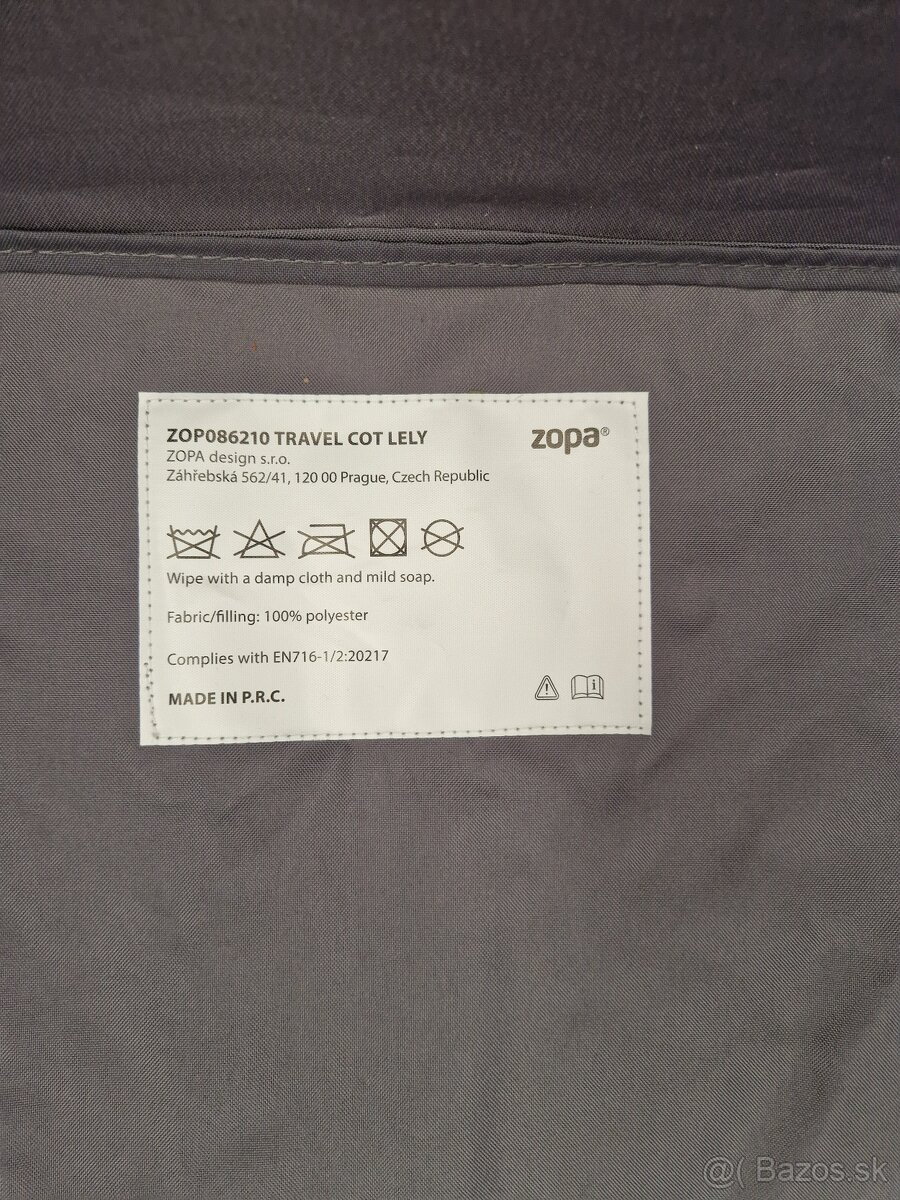 ZOP086210 TRAVEL COT LELY
zopa®
ZOPA design s.r.o.
Záhřebská 562/41, 120 00 Prague, Czech Republic
Wipe with a damp cloth and mild soap.
Fabric/filling: 100% polyester
Complies with EN716-1/2:20217
MADE IN P.R.C.
@( Bazos.sk